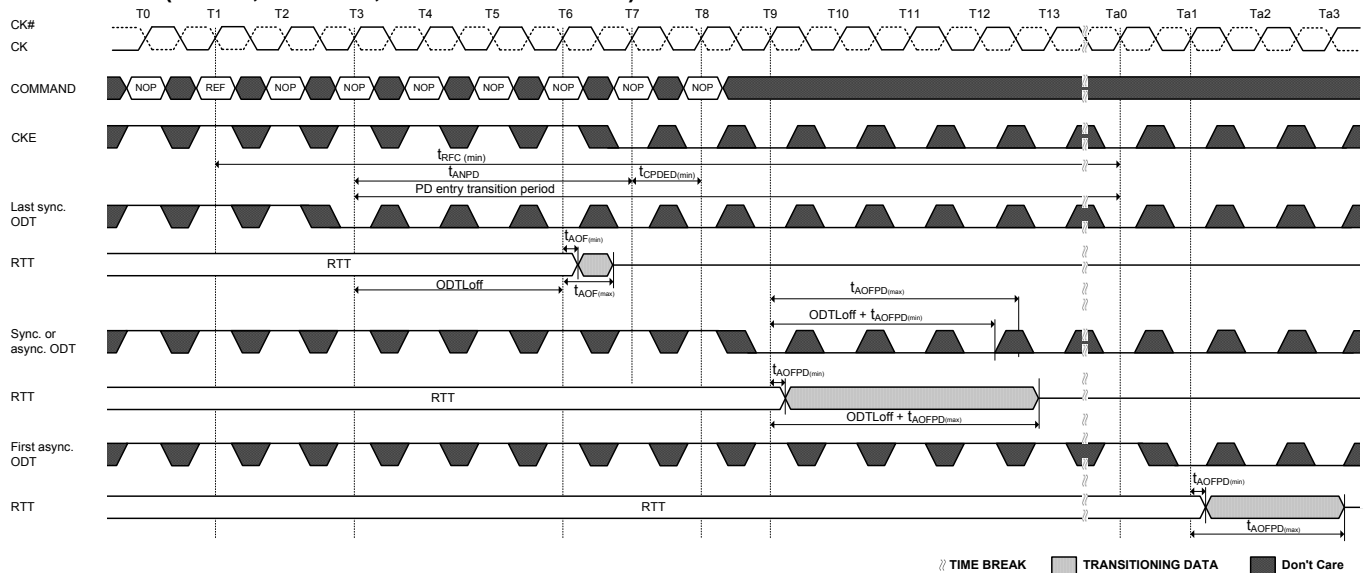 T0 T1 T2 T3 T4 T5 T6 T7 T8 T9 T10 T11 T12 T13 Ta0 Ta1 Ta2 Ta3
CK#
CK
COMMAND NOP REF NOP NOP NOP NOP NOP NOP NOP
CKE
tRFC (min)
tANPD tCPDED(min)
PD entry transition period
Last sync.
ODT
tAOF(min)
RTT RTT
ODTLoff tAOF(max)
tAOFPD(max)
ODTLoff + tAOFPD(min)
Sync. or
async. ODT
tAOFPD(min)
RTT RTT
ODTLoff + tAOFPD(max)
First async.
ODT
tAOFPD(min)
RTT RTT
tAOFPD(max)
TIME BREAK TRANSITIONING DATA Don't Care